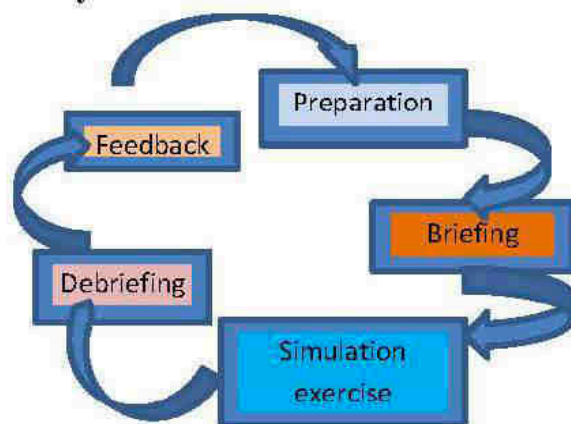 Preparation
Feedback
Briefing
Debriefing
Simulation
exercise